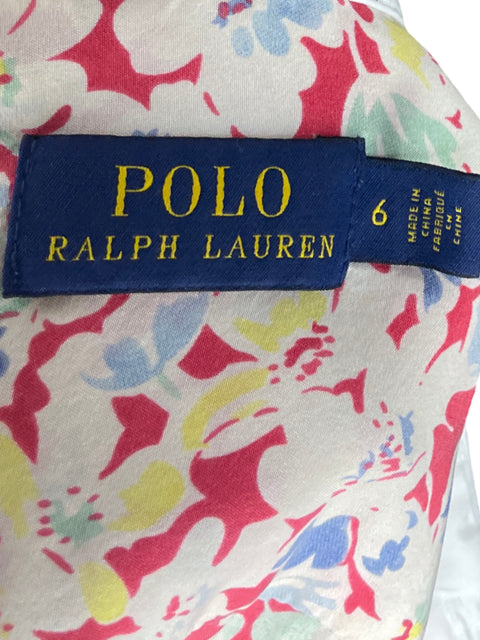 POLO
RALPH LAUREN
6
MADE IN
CHINA
FABRIQUÉ
EN
CHINE